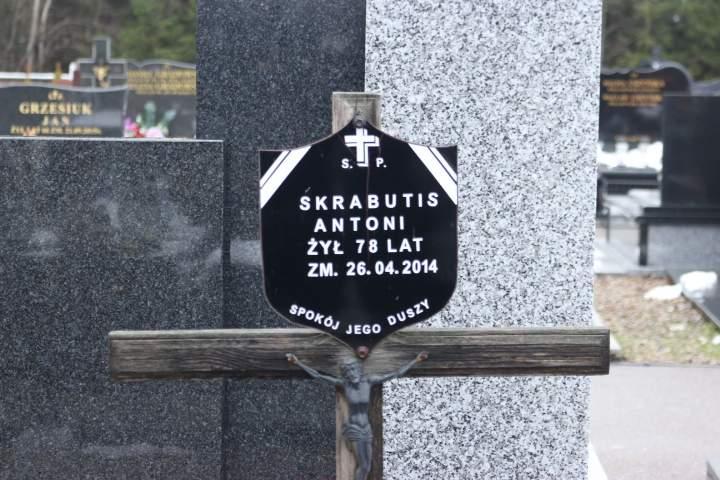 S. P.
SKRABUTIS
ANTONI
ŻYŁ 78 LAT
ZM. 26.04.2014
SPOKÓJ JEGO DUSZY
GRZESIUK
JAN